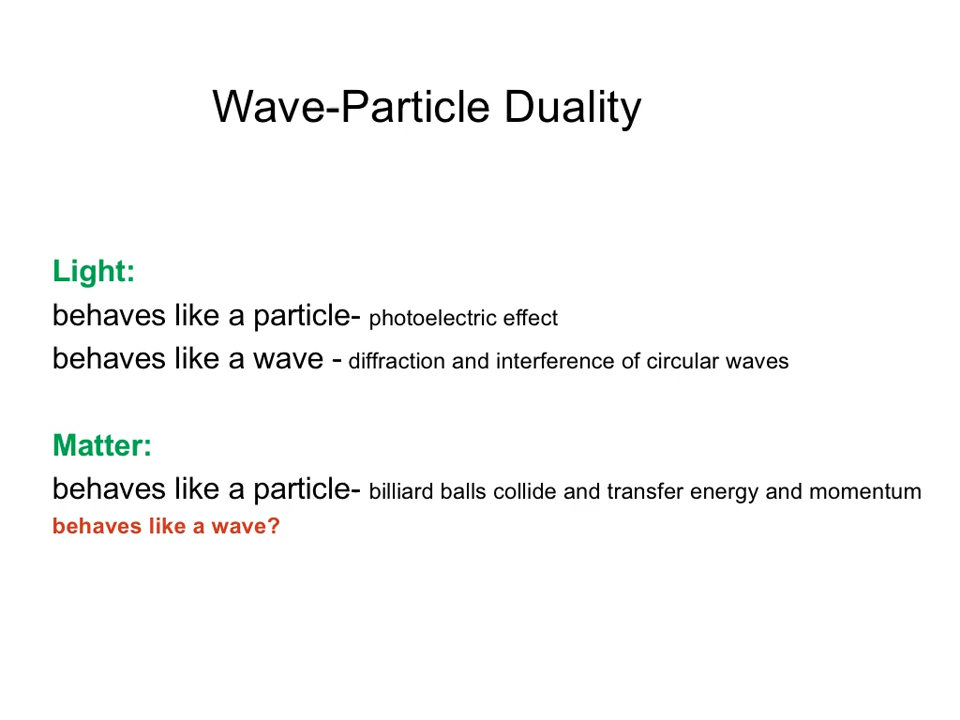 Wave-Particle Duality
Light:
behaves like a particle- photoelectric effect
behaves like a wave - diffraction and interference of circular waves
Matter:
behaves like a particle- billiard balls collide and transfer energy and momentum
behaves like a wave?